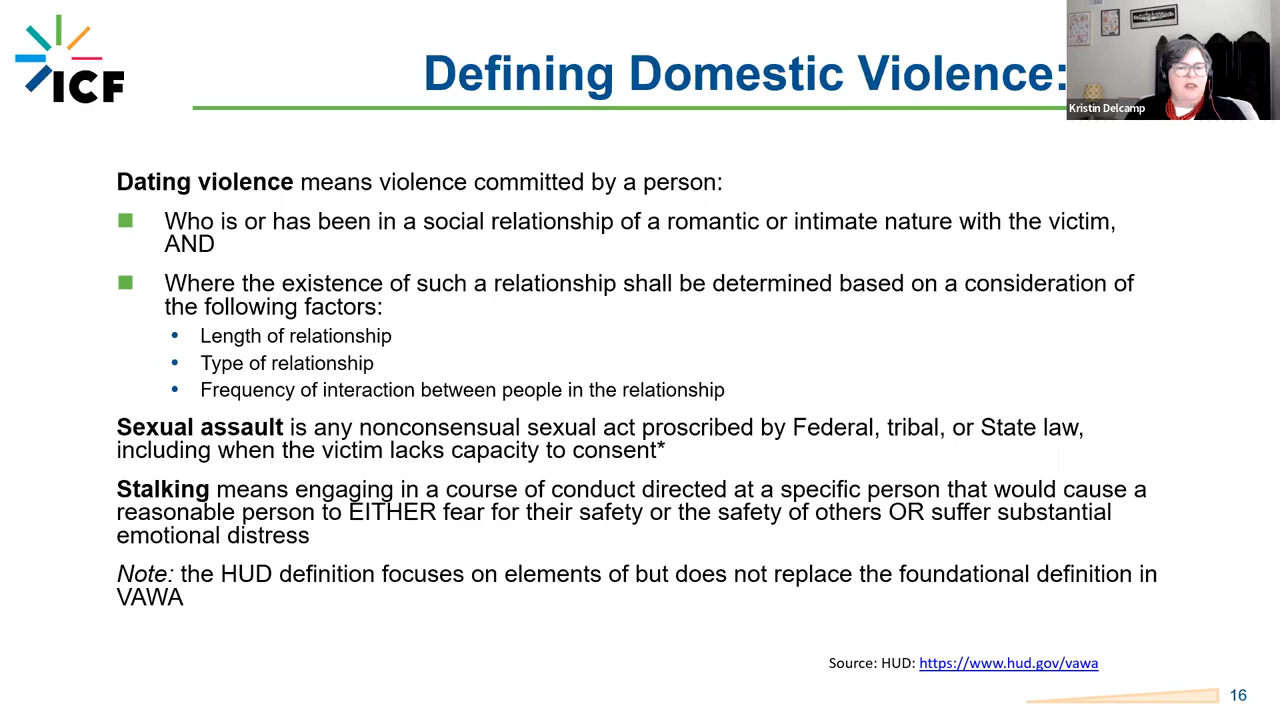 ICF
Defining Domestic Violence:
Kristin Delcamp
Dating violence means violence committed by a person:
Who is or has been in a social relationship of a romantic or intimate nature with the victim,
AND
Where the existence of such a relationship shall be determined based on a consideration of
the following factors:
• Length of relationship
• Type of relationship
• Frequency of interaction between people in the relationship
Sexual assault is any nonconsensual sexual act proscribed by Federal, tribal, or State law,
including when the victim lacks capacity to consent*
Stalking means engaging in a course of conduct directed at a specific person that would cause a
reasonable person to EITHER fear for their safety or the safety of others OR suffer substantial
emotional distress
Note: the HUD definition focuses on elements of but does not replace the foundational definition in
VAWA
Source: HUD: https://www.hud.gov/vawa
16